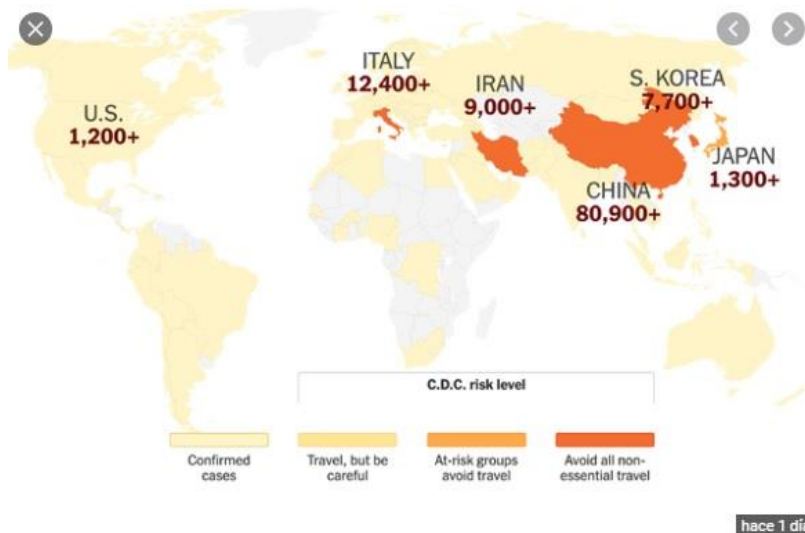 ITALY
12,400+
IRAN
9,000+
S. KOREA
7,700+
U.S.
1,200+
JAPAN
1,300+
CHINA
80,900+
C.D.C. risk level
Confirmed
cases
Travel, but be
careful
At-risk groups
avoid travel
Avoid all non-
essential travel
hace 1 día